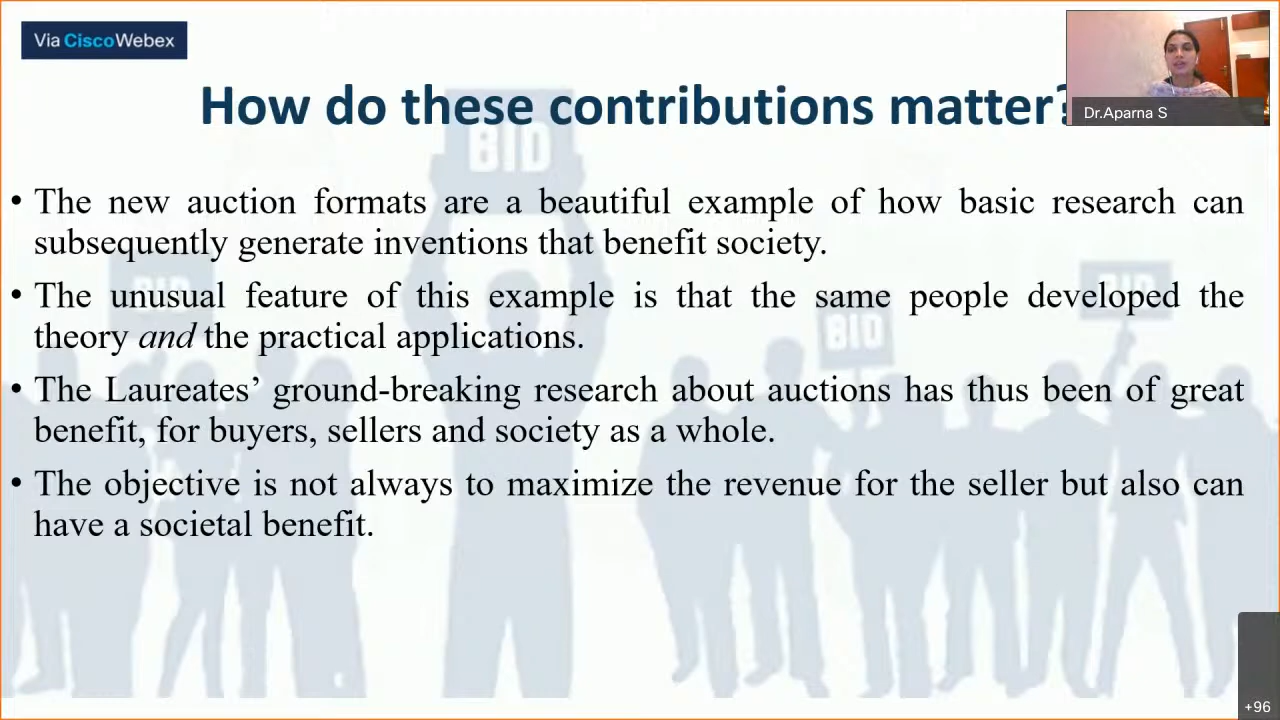 Via CiscoWebex
How do these contributions matter?
Dr.Aparna S
BID
• The new auction formats are a beautiful example of how basic research can
subsequently generate inventions that benefit society.
• The unusual feature of this example is that the same people developed the
theory and the practical applications.
BID
• The Laureates’ ground-breaking research about auctions has thus been of great
benefit, for buyers, sellers and society as a whole.
• The objective is not always to maximize the revenue for the seller but also can
have a societal benefit.
+96